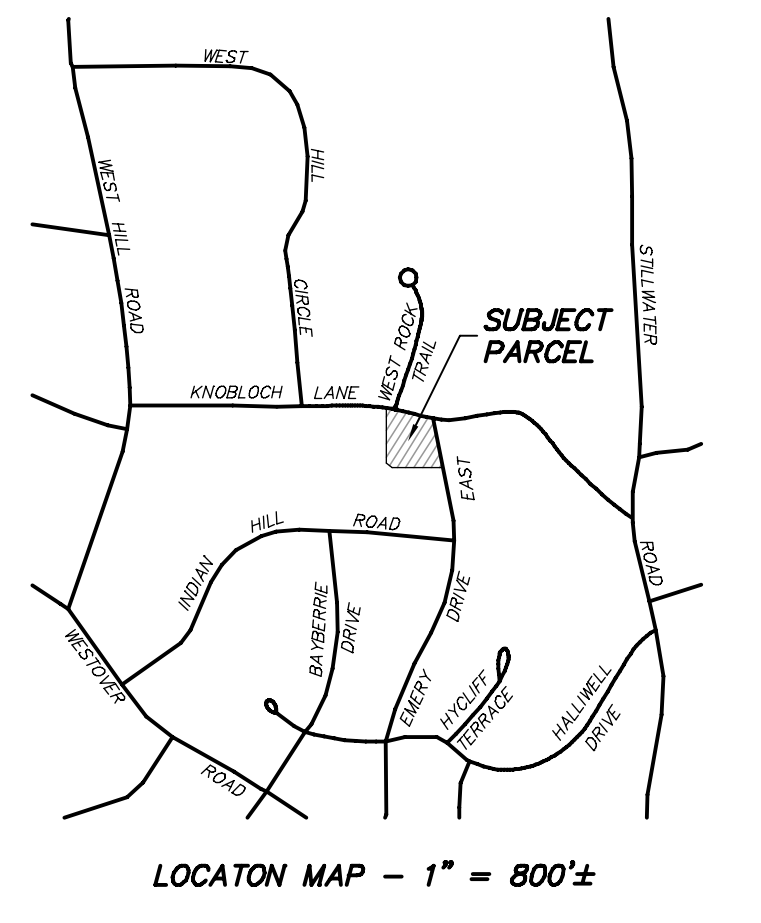 WEST
HILL
CIRCLE
WEST HILL ROAD
STILLWATER
ROAD
WEST ROCK
TRAIL
SUBJECT
PARCEL
KNOBLOCH LANE
EAST
DRIVE
EMERY
INDIAN
HILL
ROAD
BAYBERRIE
DRIVE
WESTOVER
ROAD
HYCLIFF
TERRACE
HALLIWELL
DRIVE
LOCATON MAP - 1" = 800'±